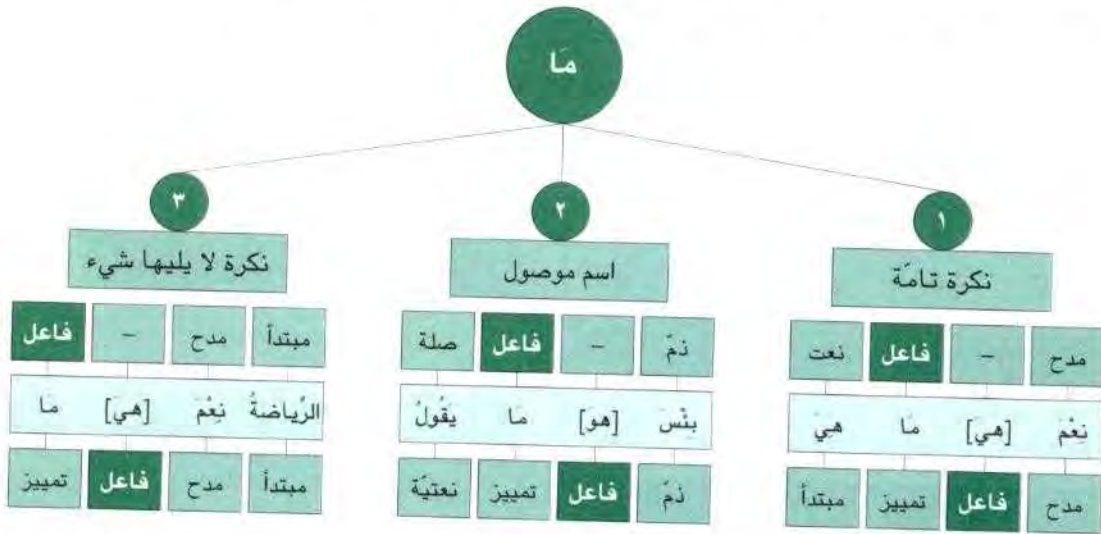 مَا
١ ٢ ٣
نكرة تامّة اسم موصول نكرة لا يليها شيء
مدح – فاعل نعت ذمّ – فاعل صلة مبتدأ مدح – فاعل
نِعْمَ [هي] مَا هِيَ بِئْسَ [هو] مَا يقُولُ الرِّياضةُ نِعْمَ [هيَ] مَا
مدح فاعل تمييز مبتدأ ذمّ فاعل تمييز نعتيّة مبتدأ مدح فاعل تمييز